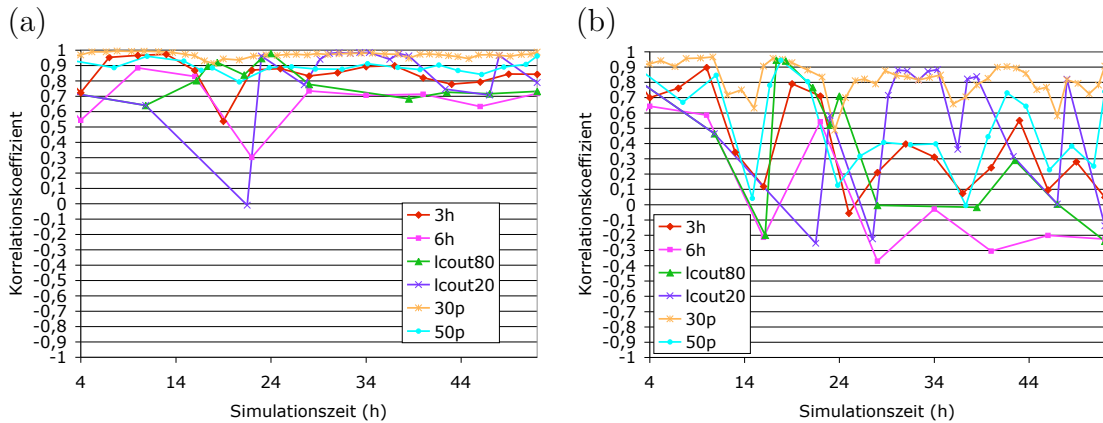 (a)
Korrelationskoeffizient
1
0,9
0,8
0,7
0,6
0,5
0,4
0,3
0,2
0,1
0
-0,1
-0,2
-0,3
-0,4
-0,5
-0,6
-0,7
-0,8
-0,9
-1
3h
6h
lcout80
lcout20
30p
50p
4 14 24 34 44
Simulationszeit (h)
(b)
Korrelationskoeffizient
1
0,9
0,8
0,7
0,6
0,5
0,4
0,3
0,2
0,1
0
-0,1
-0,2
-0,3
-0,4
-0,5
-0,6
-0,7
-0,8
-0,9
-1
3h
6h
lcout80
lcout20
30p
50p
4 14 24 34 44
Simulationszeit (h)